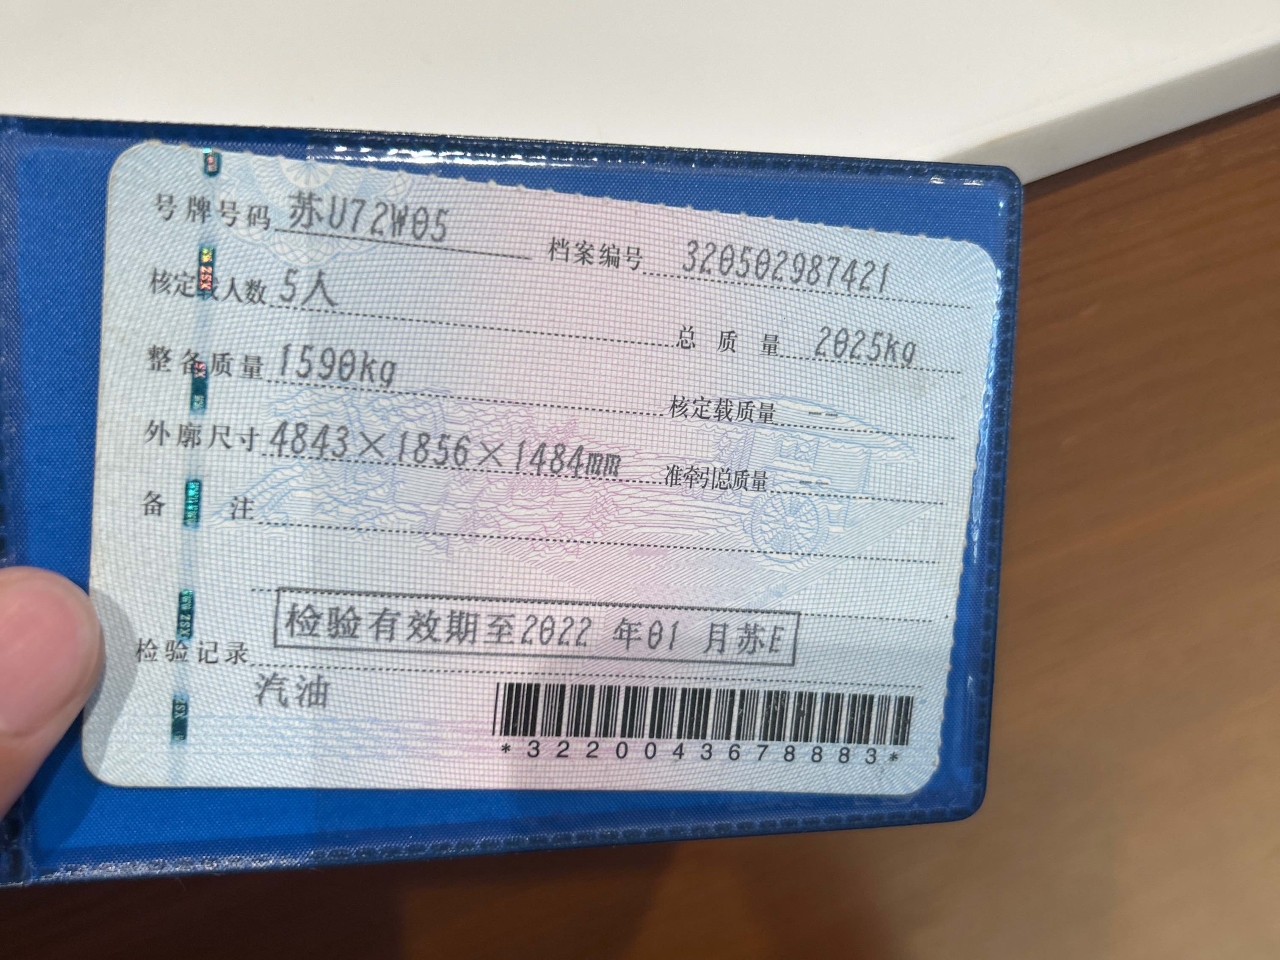 号牌号码 苏U72W05 档案编号 320502987421
核定载人数 5人 总质量 2025kg
整备质量 1590kg 核定载质量 --
外廓尺寸 4843×1856×1484mm 准牵引总质量 --
备注
检验记录 检验有效期至2022 年01 月苏E
汽油
*3220043678883*